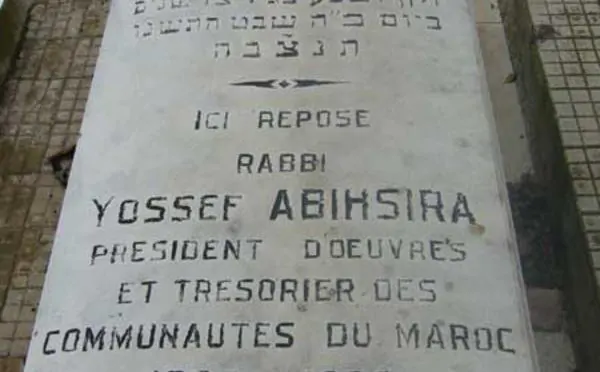 ביום כ"ה שבט התשנו
תנצבה
ICI REPOSE
RABBI
YOSSEF ABIHSIRA
PRESIDENT D'OEUVRES
ET TRESORIER DES
COMMUNAUTES DU MAROC